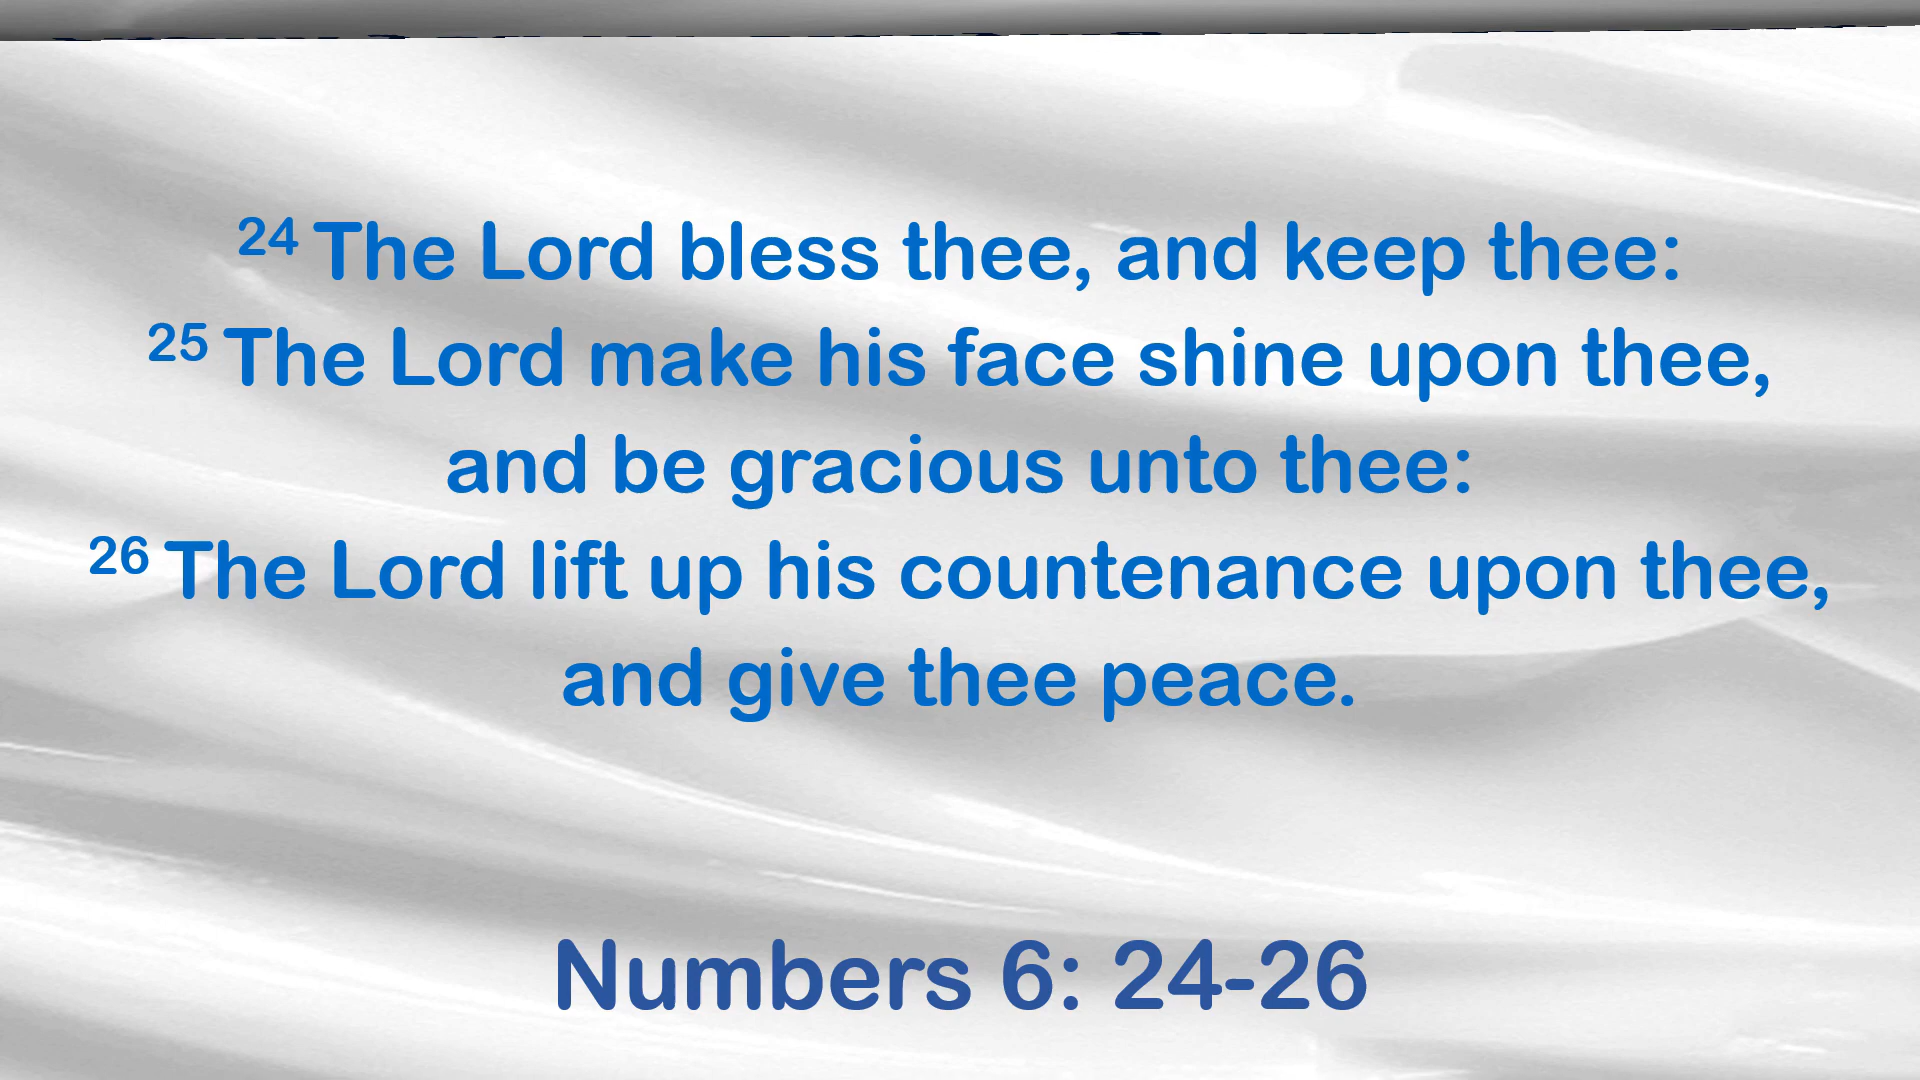 24 The Lord bless thee, and keep thee:
25 The Lord make his face shine upon thee,
and be gracious unto thee:
26 The Lord lift up his countenance upon thee,
and give thee peace.
Numbers 6: 24-26